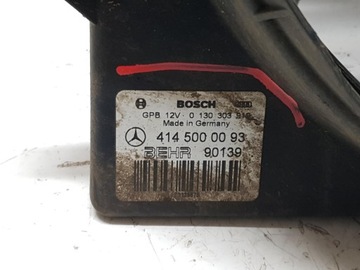 BOSCH
GPB 12V- 0 130 303
Made in Germany
414 500 00 93
BEHR 90139